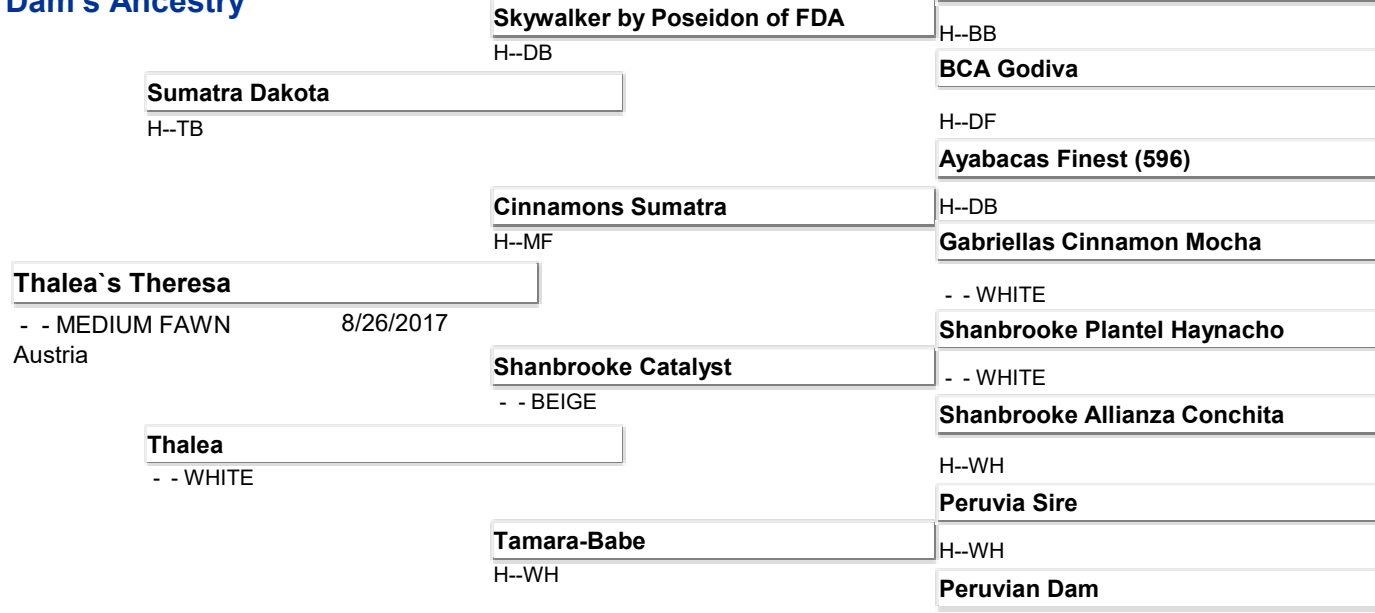 Dam's Ancestry
Skywalker by Poseidon of FDA
H--DB
H--BB
BCA Godiva
Sumatra Dakota
H--TB
H--DF
Ayabacas Finest (596)
Cinnamons Sumatra
H--MF
H--DB
Gabriellas Cinnamon Mocha
Thalea`s Theresa
- - MEDIUM FAWN 8/26/2017
Austria
- - WHITE
Shanbrooke Plantel Haynacho
Shanbrooke Catalyst
- - BEIGE
- - WHITE
Shanbrooke Allianza Conchita
Thalea
- - WHITE
H--WH
Peruvia Sire
Tamara-Babe
H--WH
H--WH
Peruvian Dam